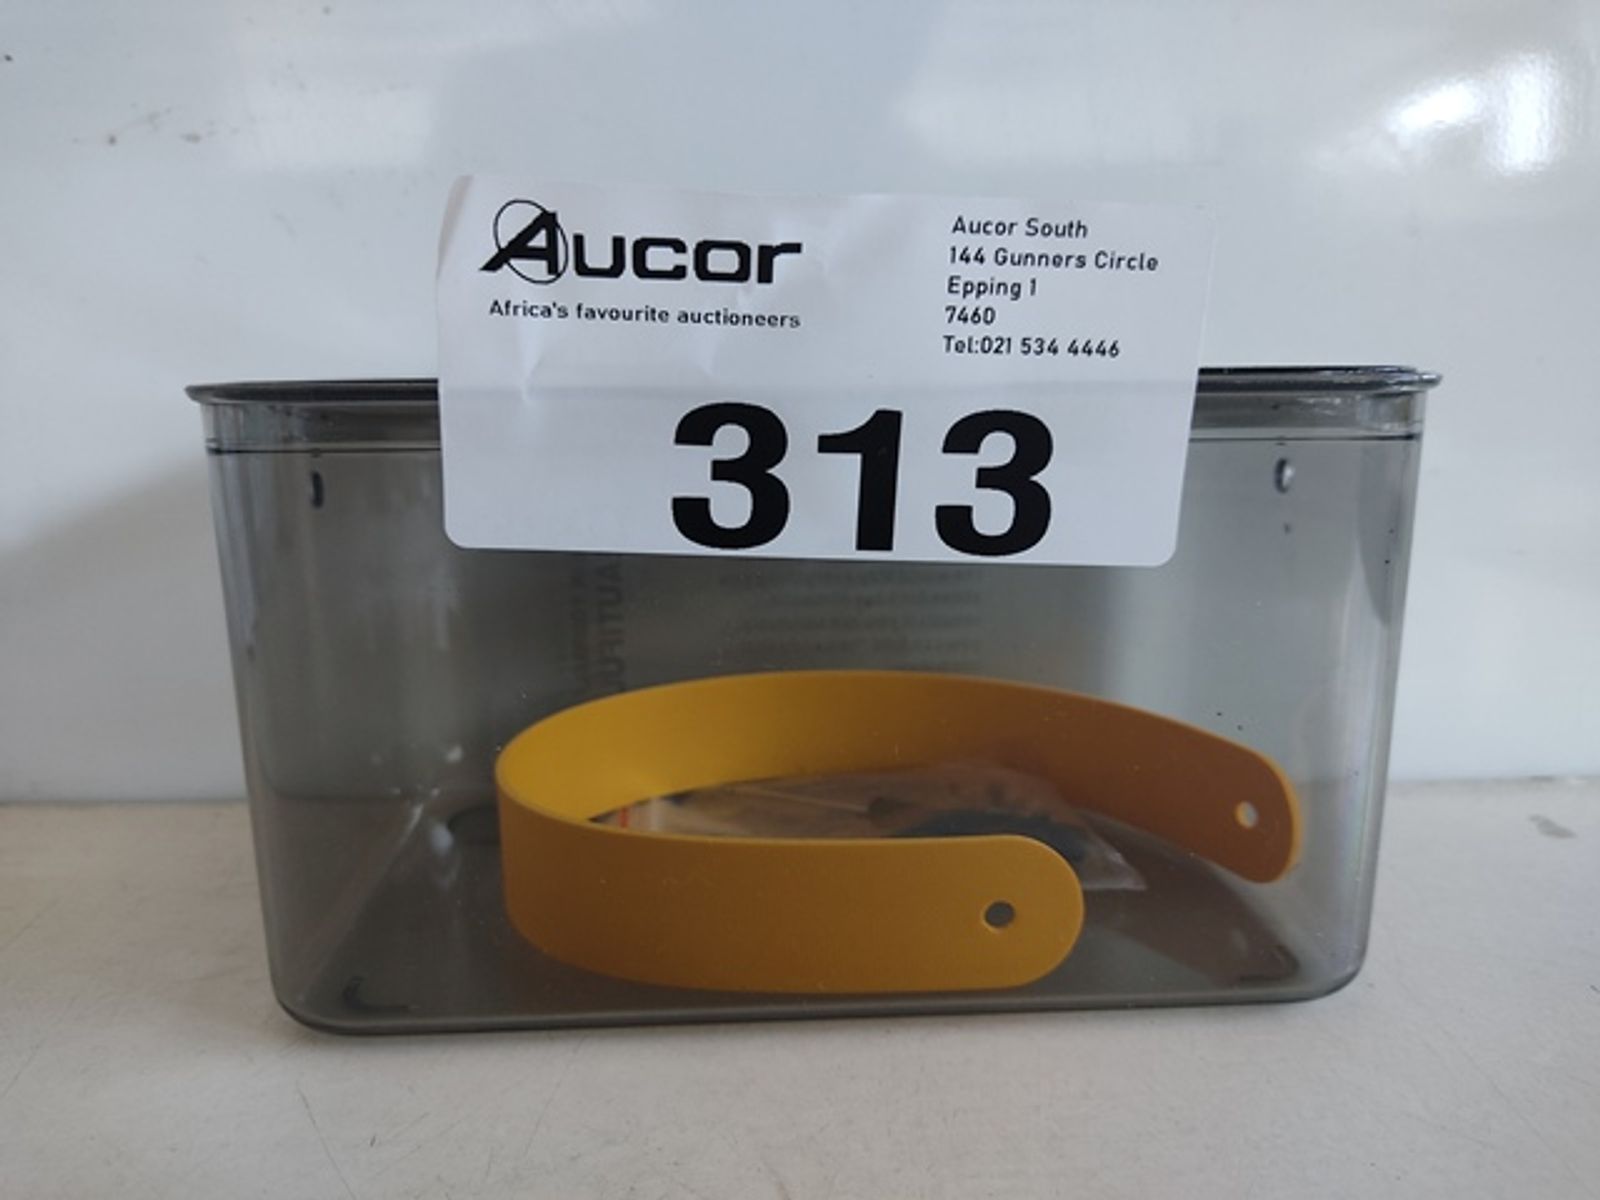 Aucor
Africa's favourite auctioneers
Aucor South
144 Gunners Circle
Epping 1
7460
Tel:021 534 4446
313